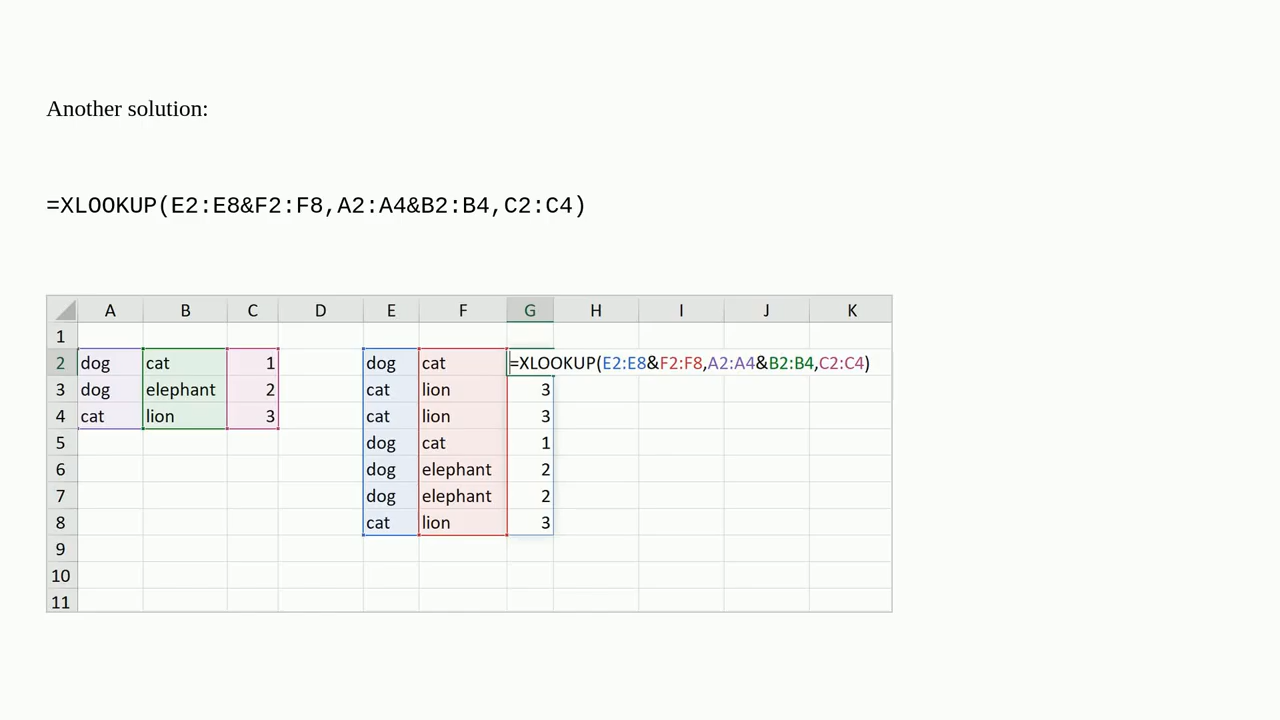 Another solution:
=XLOOKUP(E2:E8&F2:F8,A2:A4&B2:B4,C2:C4)
A B C D E F G H I J K
1
2 dog cat 1 dog cat =XLOOKUP(E2:E8&F2:F8,A2:A4&B2:B4,C2:C4)
3 dog elephant 2 cat lion 3
4 cat lion 3 cat lion 3
5 dog cat 1
6 dog elephant 2
7 dog elephant 2
8 cat lion 3
9
10
11